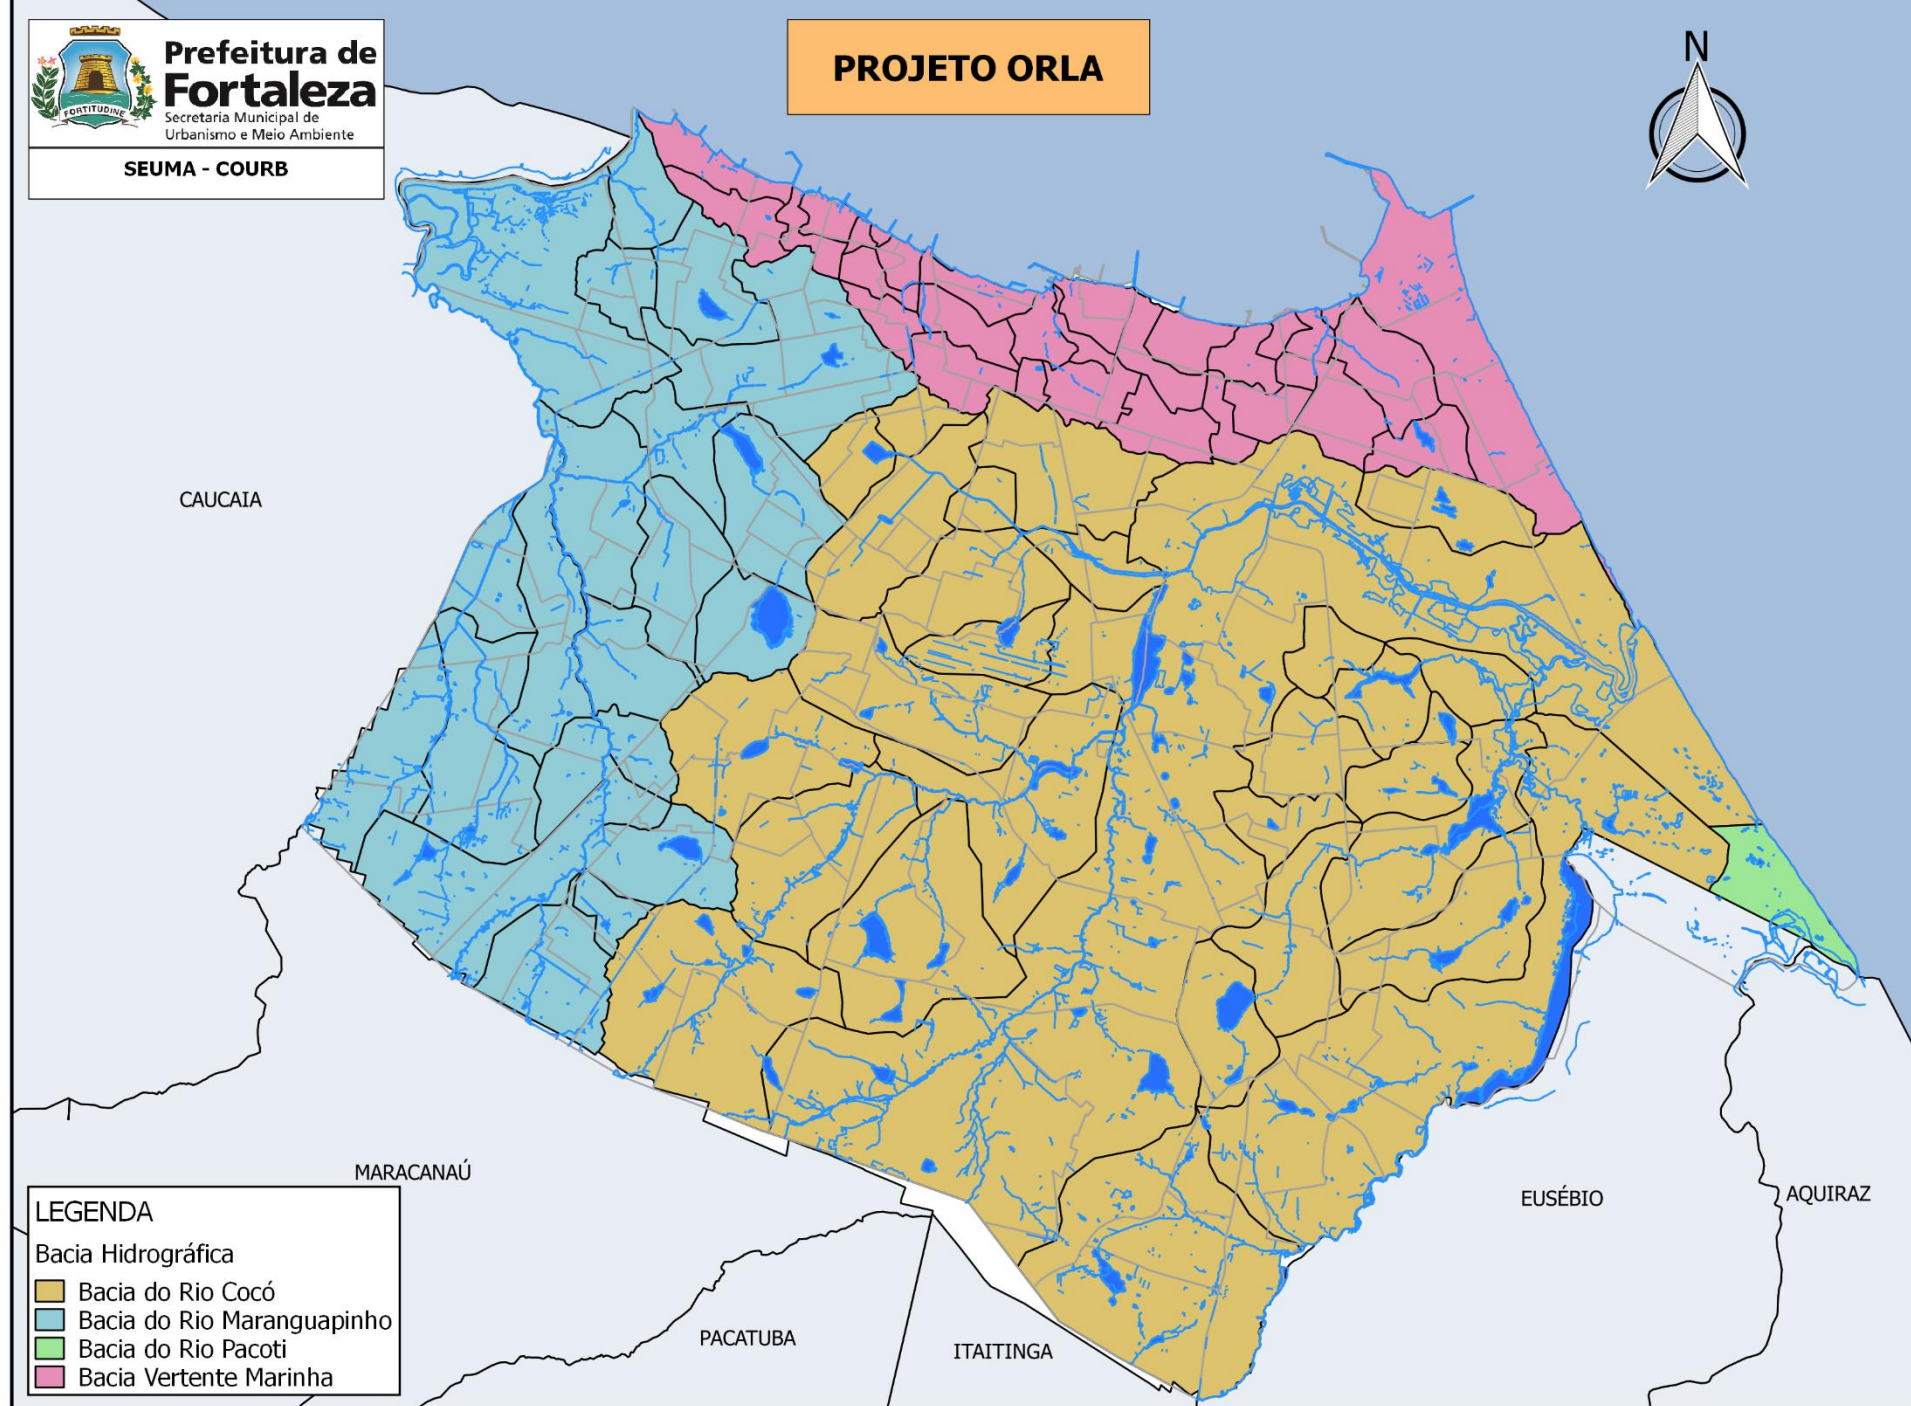 Prefeitura de
Fortaleza
Secretaria Municipal de
Urbanismo e Meio Ambiente
FORTITUDINE
SEUMA - COURB
PROJETO ORLA
N
CAUCAIA
MARACANAÚ
EUSÉBIO
AQUIRAZ
PACATUBA
ITAITINGA
LEGENDA
Bacia Hidrográfica
Bacia do Rio Cocó
Bacia do Rio Maranguapinho
Bacia do Rio Pacoti
Bacia Vertente Marinha